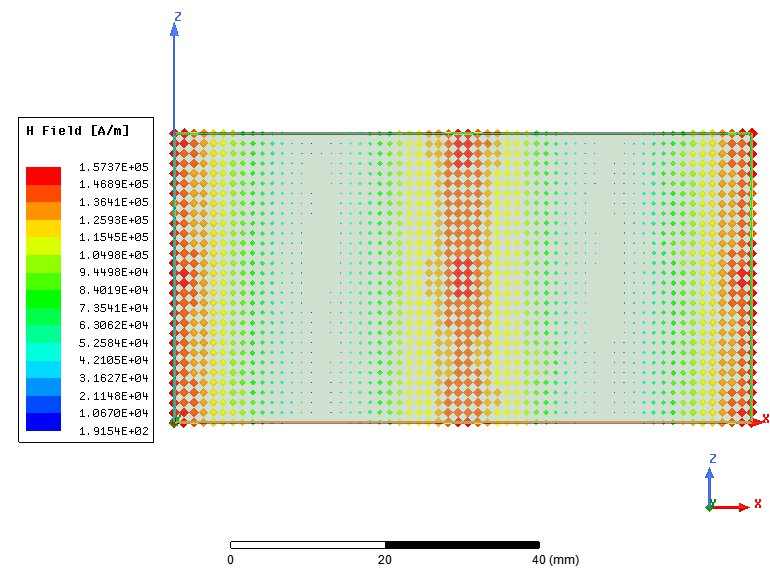 Z
H Field [A/m]
1.5737E+05
1.4689E+05
1.3641E+05
1.2593E+05
1.1545E+05
1.0498E+05
9.4498E+04
8.4019E+04
7.3541E+04
6.3062E+04
5.2584E+04
4.2105E+04
3.1627E+04
2.1148E+04
1.0670E+04
1.9154E+02
X
Z
Y X
0 20 40 (mm)